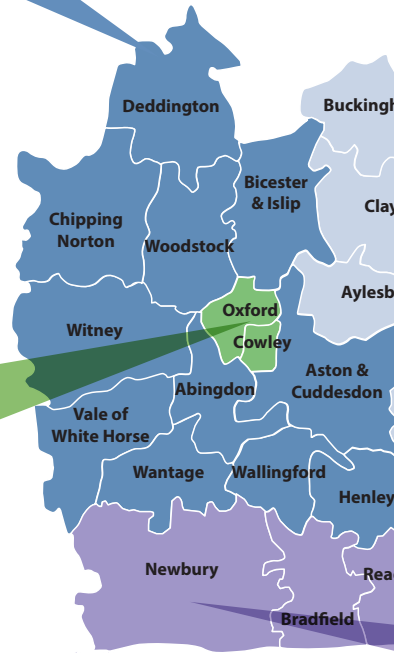 Deddington
Buckingh
Bicester
& Islip
Chipping
Norton
Clay
Woodstock
Aylesb
Oxford
Witney
Cowley
Aston &
Cuddesdon
Abingdon
Vale of
White Horse
Wantage
Wallingford
Henley
Newbury
Rea
Bradfield